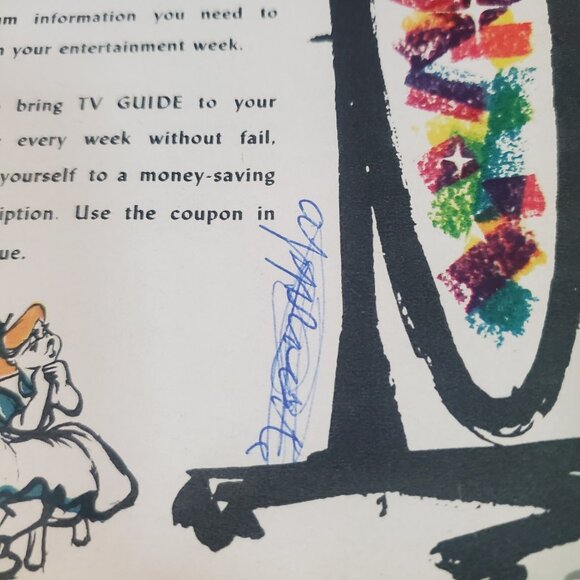 am information you need to
your entertainment week.
bring TV GUIDE to your
every week without fail,
yourself to a money-saving
iption. Use the coupon in
ue.